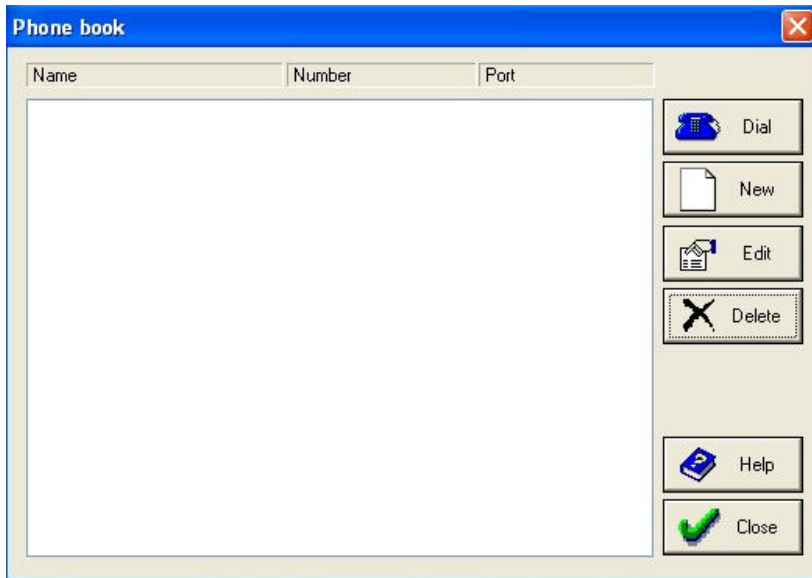 Phone book
Name Number Port
Dial
New
Edit
Delete
Help
Close